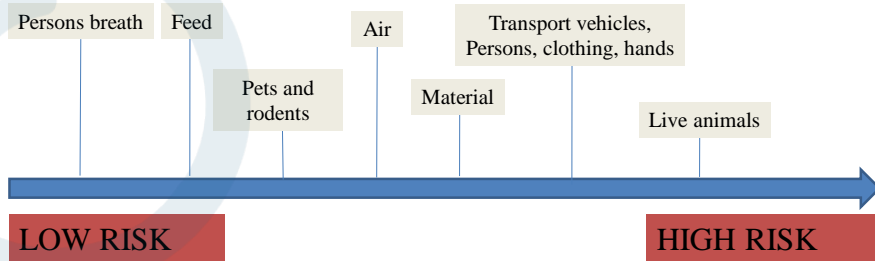 Persons breath
Feed
Pets and
rodents
Air
Material
Transport vehicles,
Persons, clothing, hands
Live animals
LOW RISK
HIGH RISK